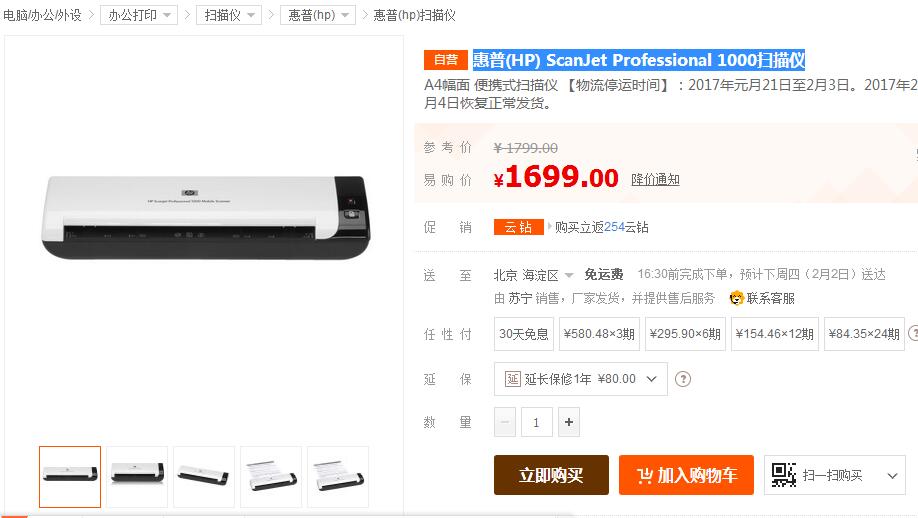 电脑/办公/外设 > 办公打印 > 扫描仪 > 惠普(hp) > 惠普(hp)扫描仪
自营 惠普(HP) ScanJet Professional 1000扫描仪
A4幅面 便携式扫描仪 【物流停运时间】：2017年元月21日至2月3日。2017年2
月4日恢复正常发货。
参考价 ¥1799.00
易购价 ¥1699.00 降价通知
促销 云钻 购买立返254云钻
送至 北京 海淀区 免运费 16:30前完成下单，预计下周四（2月2日）送达
由 苏宁 销售，厂家发货，并提供售后服务 联系客服
任性付 30天免息 ¥580.48×3期 ¥295.90×6期 ¥154.46×12期 ¥84.35×24期 ?
延保 延 延长保修1年 ¥80.00 ?
数量 − 1 +
立即购买 加入购物车 扫一扫购买
hp
HP Scanjet Professional 1000 Mobile Scanner